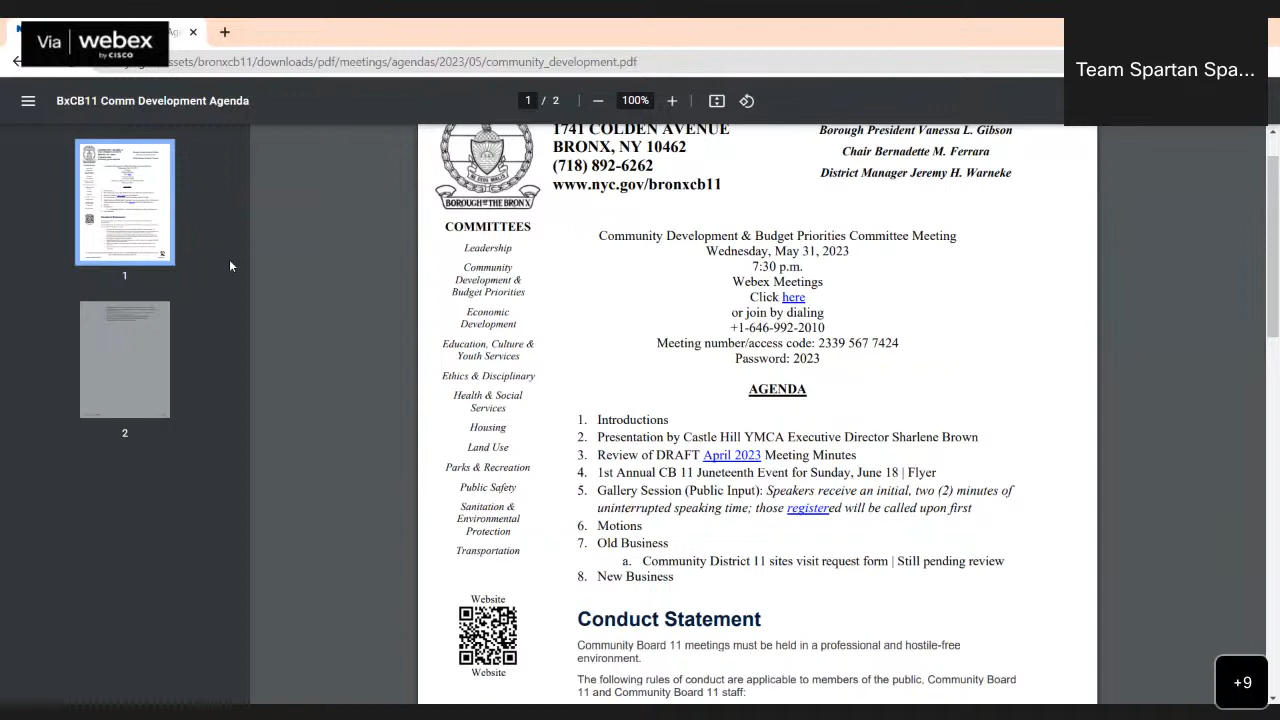 Via webex
by CISCO
Team Spartan Spa...
ssets/bronxcb11/downloads/pdf/meetings/agendas/2023/05/community_development.pdf
BxCB11 Comm Development Agenda
1 / 2
100%
1
2
1741 COLDEN AVENUE
BRONX, NY 10462
(718) 892-6262
www.nyc.gov/bronxcb11
Borough President Vanessa L. Gibson
Chair Bernadette M. Ferrara
District Manager Jeremy H. Warneke
BOROUGH OF THE BRONX
COMMITTEES
Leadership
Community
Development &
Budget Priorities
Economic
Development
Education, Culture &
Youth Services
Ethics & Disciplinary
Health & Social
Services
Housing
Land Use
Parks & Recreation
Public Safety
Sanitation &
Environmental
Protection
Transportation
Website
Website
Community Development & Budget Priorities Committee Meeting
Wednesday, May 31, 2023
7:30 p.m.
Webex Meetings
Click here
or join by dialing
+1-646-992-2010
Meeting number/access code: 2339 567 7424
Password: 2023
AGENDA
1. Introductions
2. Presentation by Castle Hill YMCA Executive Director Sharlene Brown
3. Review of DRAFT April 2023 Meeting Minutes
4. 1st Annual CB 11 Juneteenth Event for Sunday, June 18 | Flyer
5. Gallery Session (Public Input): Speakers receive an initial, two (2) minutes of
uninterrupted speaking time; those registered will be called upon first
6. Motions
7. Old Business
a. Community District 11 sites visit request form | Still pending review
8. New Business
Conduct Statement
Community Board 11 meetings must be held in a professional and hostile-free
environment.
The following rules of conduct are applicable to members of the public, Community Board
11 and Community Board 11 staff:
+9